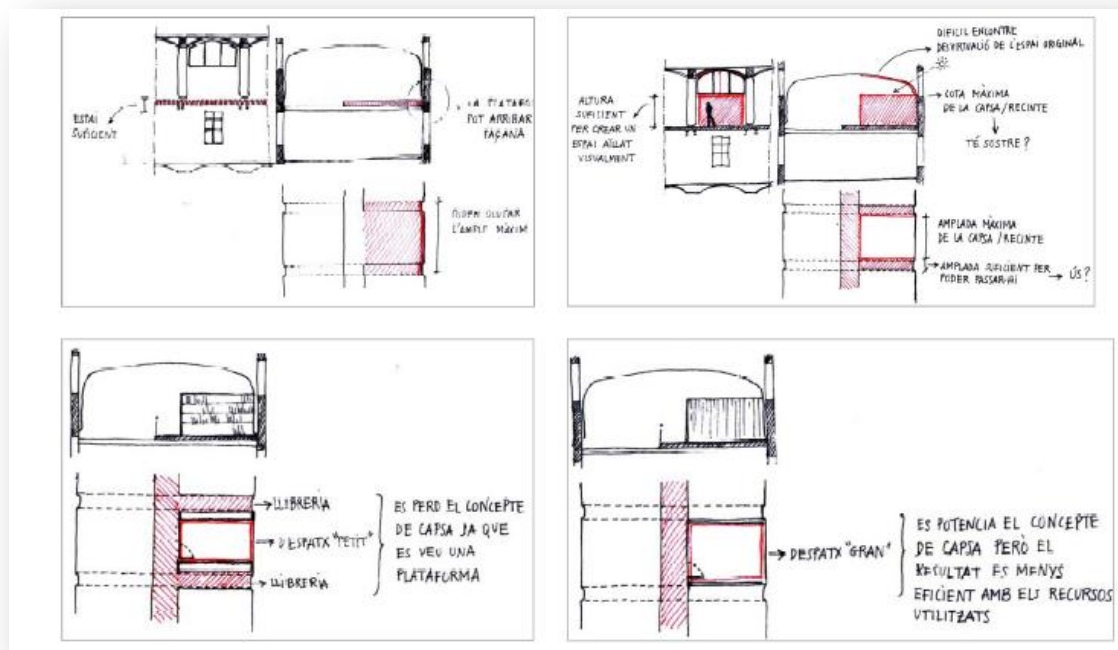 ESPAI
SUFICIENT
LA PLATAFO
POT ARRIBAR
FAÇANA
PODEN OCUPAR
L'AMPLE MÀXIM
DIFICIL ENCONTRE
DESVIRTUACIÓ DE L'ESPAI ORIGINAL
ALTURA
SUFICIENT
PER CREAR UN
ESPAI AÏLLAT
VISUALMENT
COTA MÀXIMA
DE LA CAPSA/RECINTE
TÉ SOSTRE?
AMPLADA MÀXIMA
DE LA CAPSA/RECINTE
AMPLADA SUFICIENT PER
PODER PASSAR-HI
ÚS?
LLIBRERIA
DESPATX "PETIT"
LLIBRERIA
ES PERD EL CONCEPTE
DE CAPSA JA QUE
ES VEU UNA
PLATAFORMA
DESPATX "GRAN"
ES POTENCIA EL CONCEPTE
DE CAPSA PERÒ EL
RESULTAT ES MENYS
EFICIENT AMB ELS RECURSOS
UTILITZATS